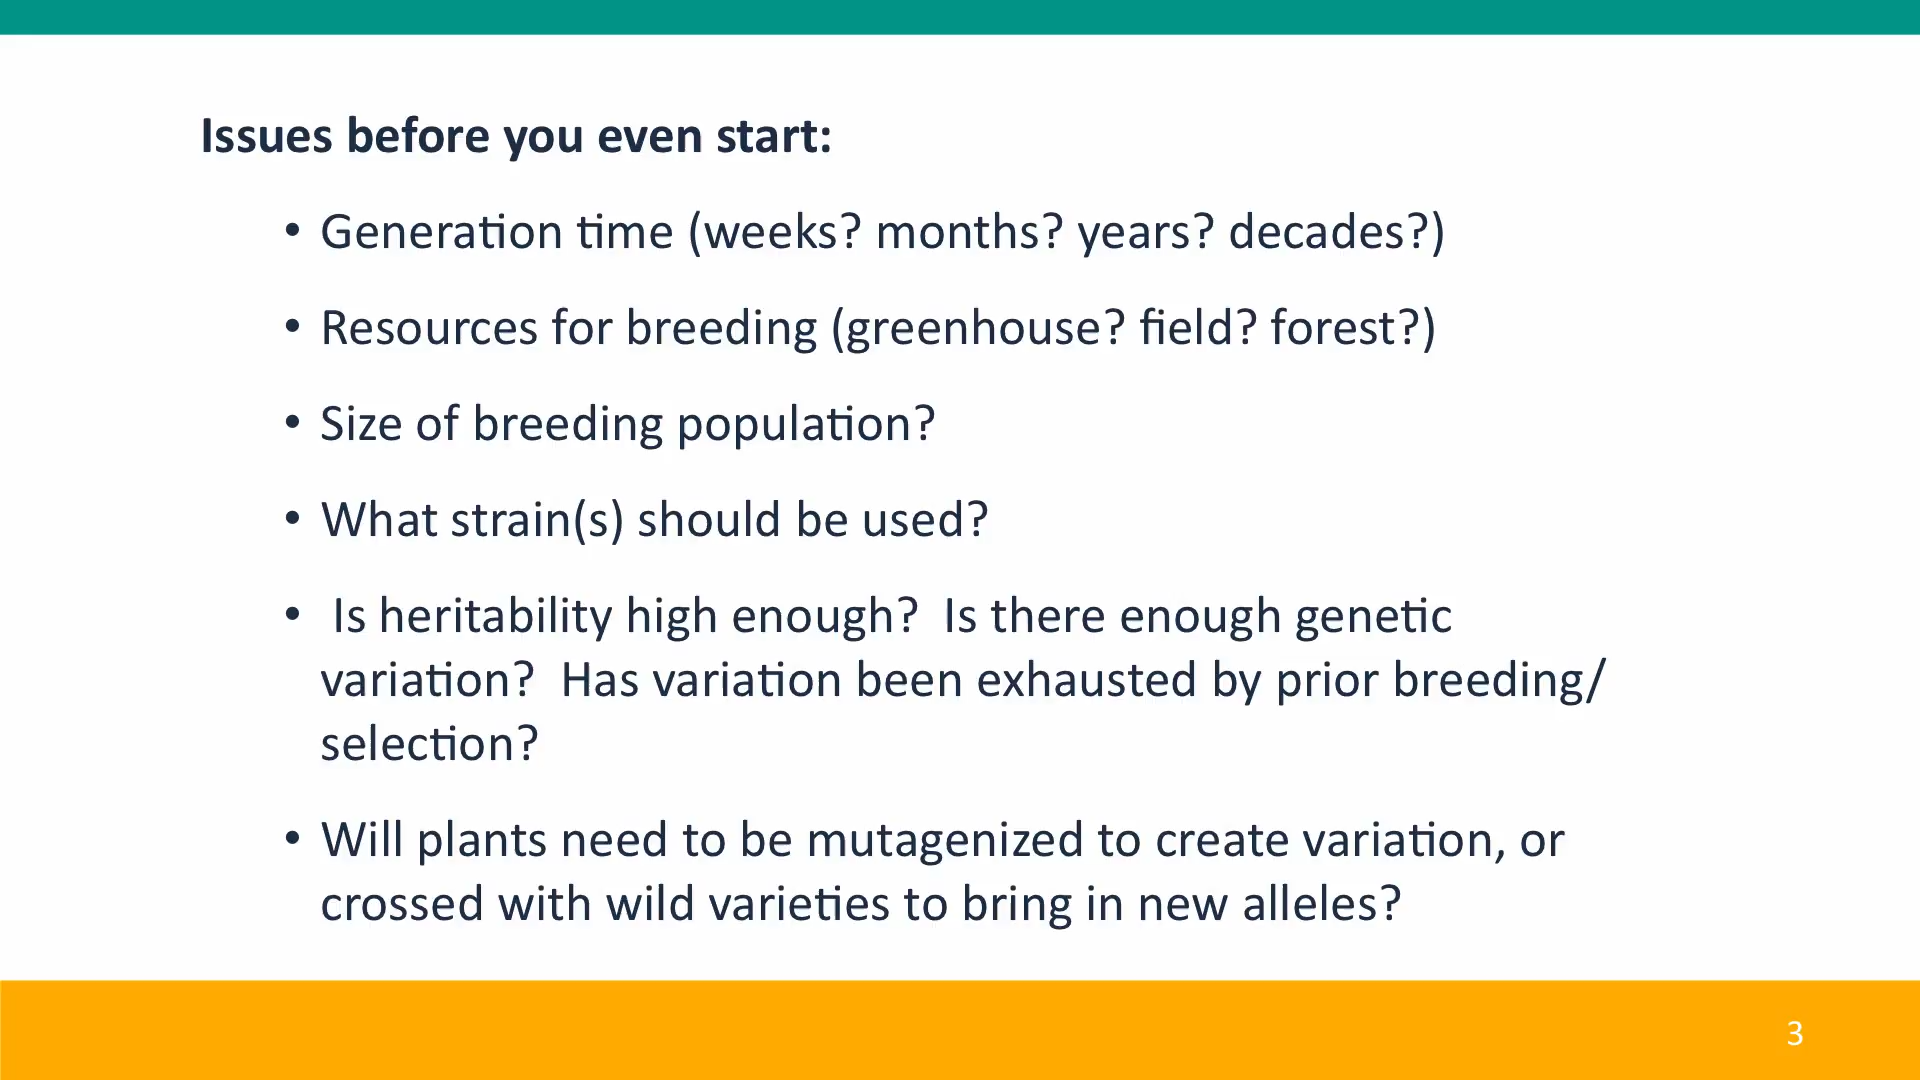 Issues before you even start:
• Generation time (weeks? months? years? decades?)
• Resources for breeding (greenhouse? field? forest?)
• Size of breeding population?
• What strain(s) should be used?
• Is heritability high enough?  Is there enough genetic
variation?  Has variation been exhausted by prior breeding/
selection?
• Will plants need to be mutagenized to create variation, or
crossed with wild varieties to bring in new alleles?
3